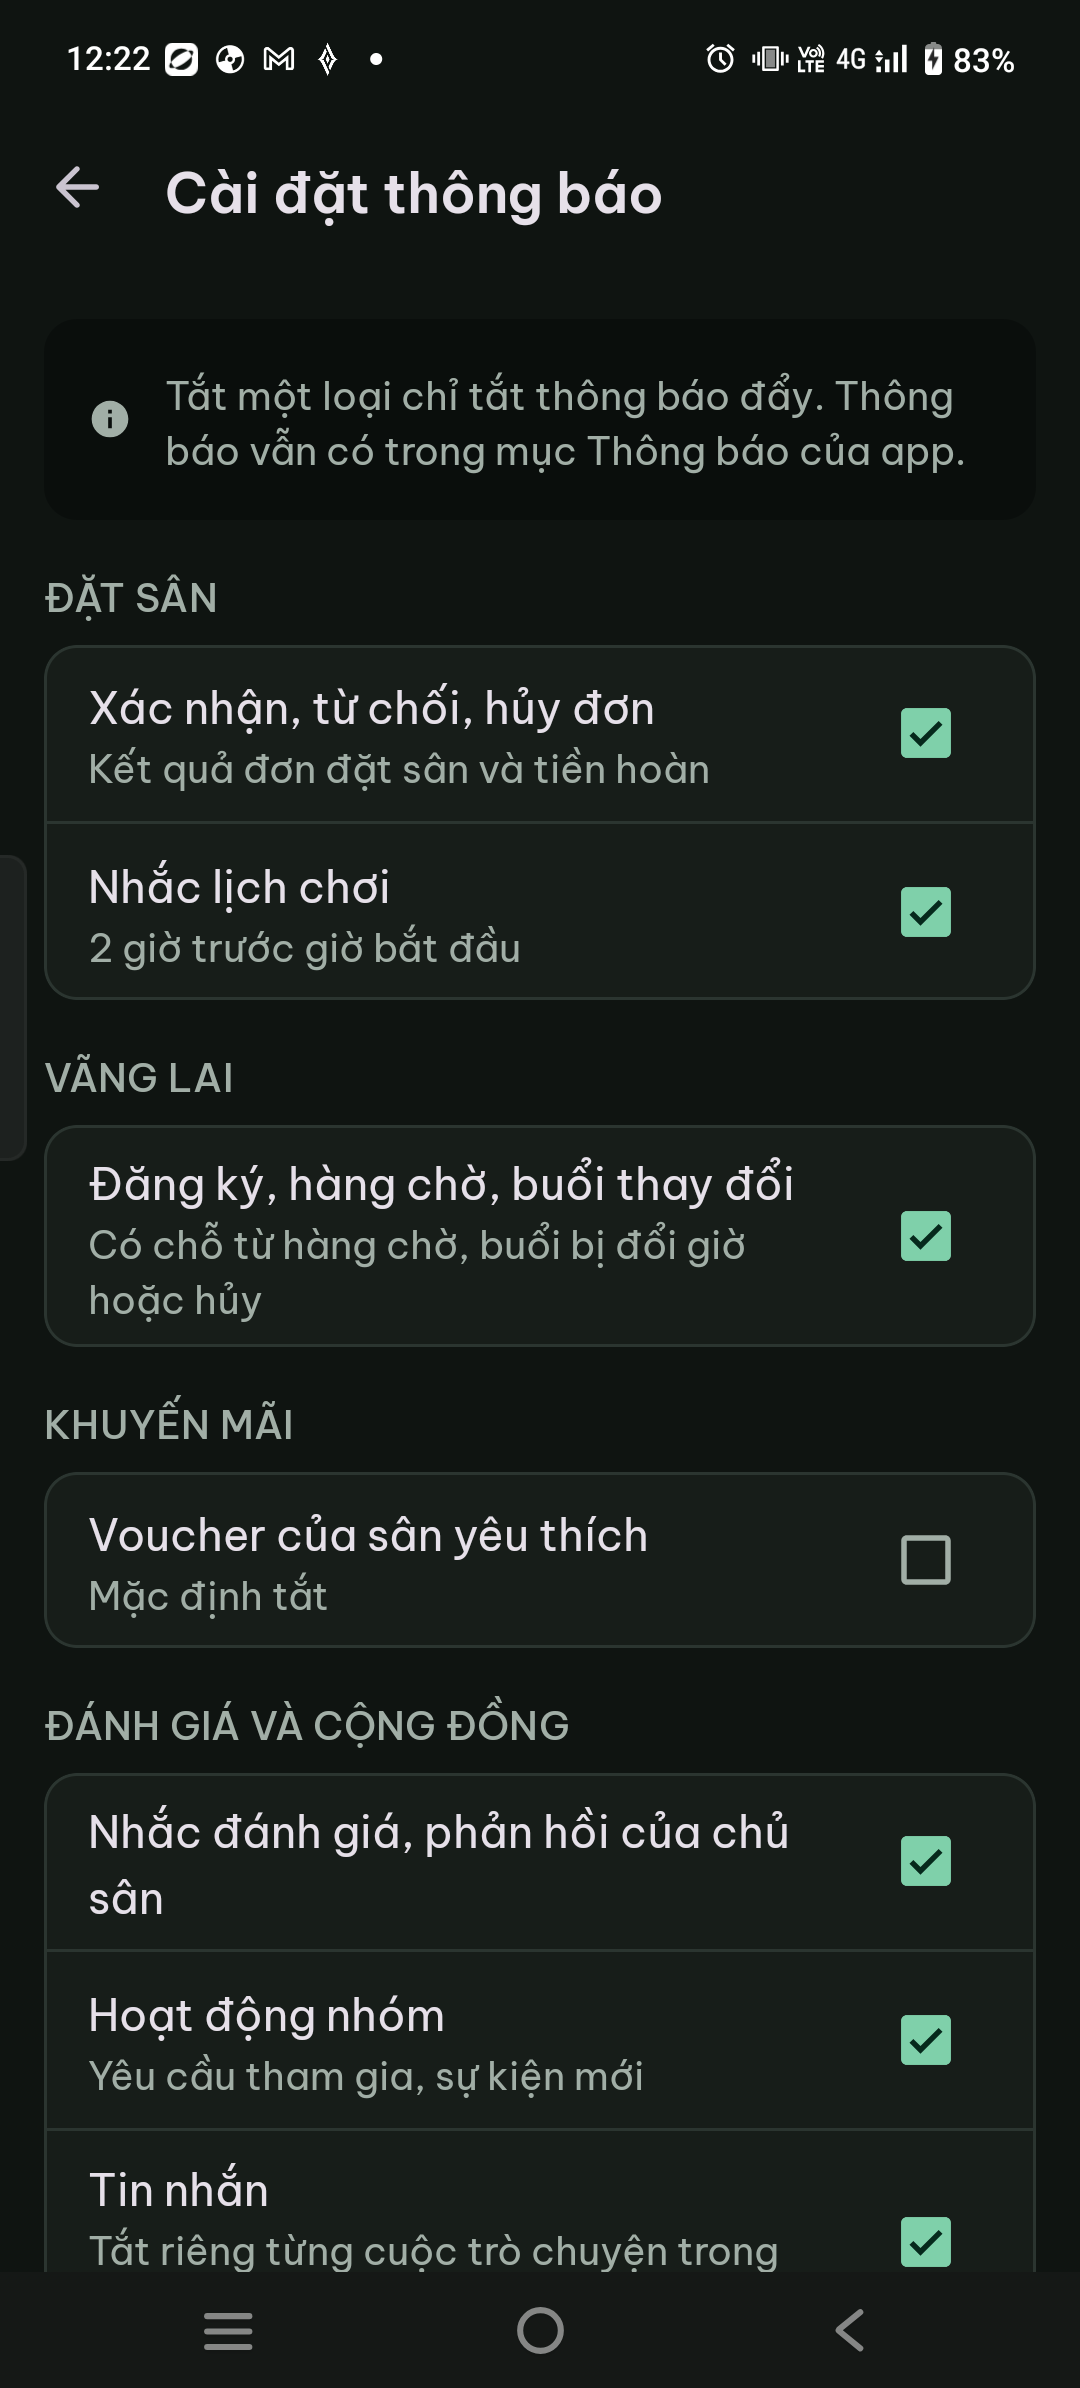 12:22
VO LTE 4G 83%
Cài đặt thông báo
Tắt một loại chỉ tắt thông báo đẩy. Thông
báo vẫn có trong mục Thông báo của app.
ĐẶT SÂN
Xác nhận, từ chối, hủy đơn
Kết quả đơn đặt sân và tiền hoàn
Nhắc lịch chơi
2 giờ trước giờ bắt đầu
VÃNG LAI
Đăng ký, hàng chờ, buổi thay đổi
Có chỗ từ hàng chờ, buổi bị đổi giờ
hoặc hủy
KHUYẾN MÃI
Voucher của sân yêu thích
Mặc định tắt
ĐÁNH GIÁ VÀ CỘNG ĐỒNG
Nhắc đánh giá, phản hồi của chủ
sân
Hoạt động nhóm
Yêu cầu tham gia, sự kiện mới
Tin nhắn
Tắt riêng từng cuộc trò chuyện trong